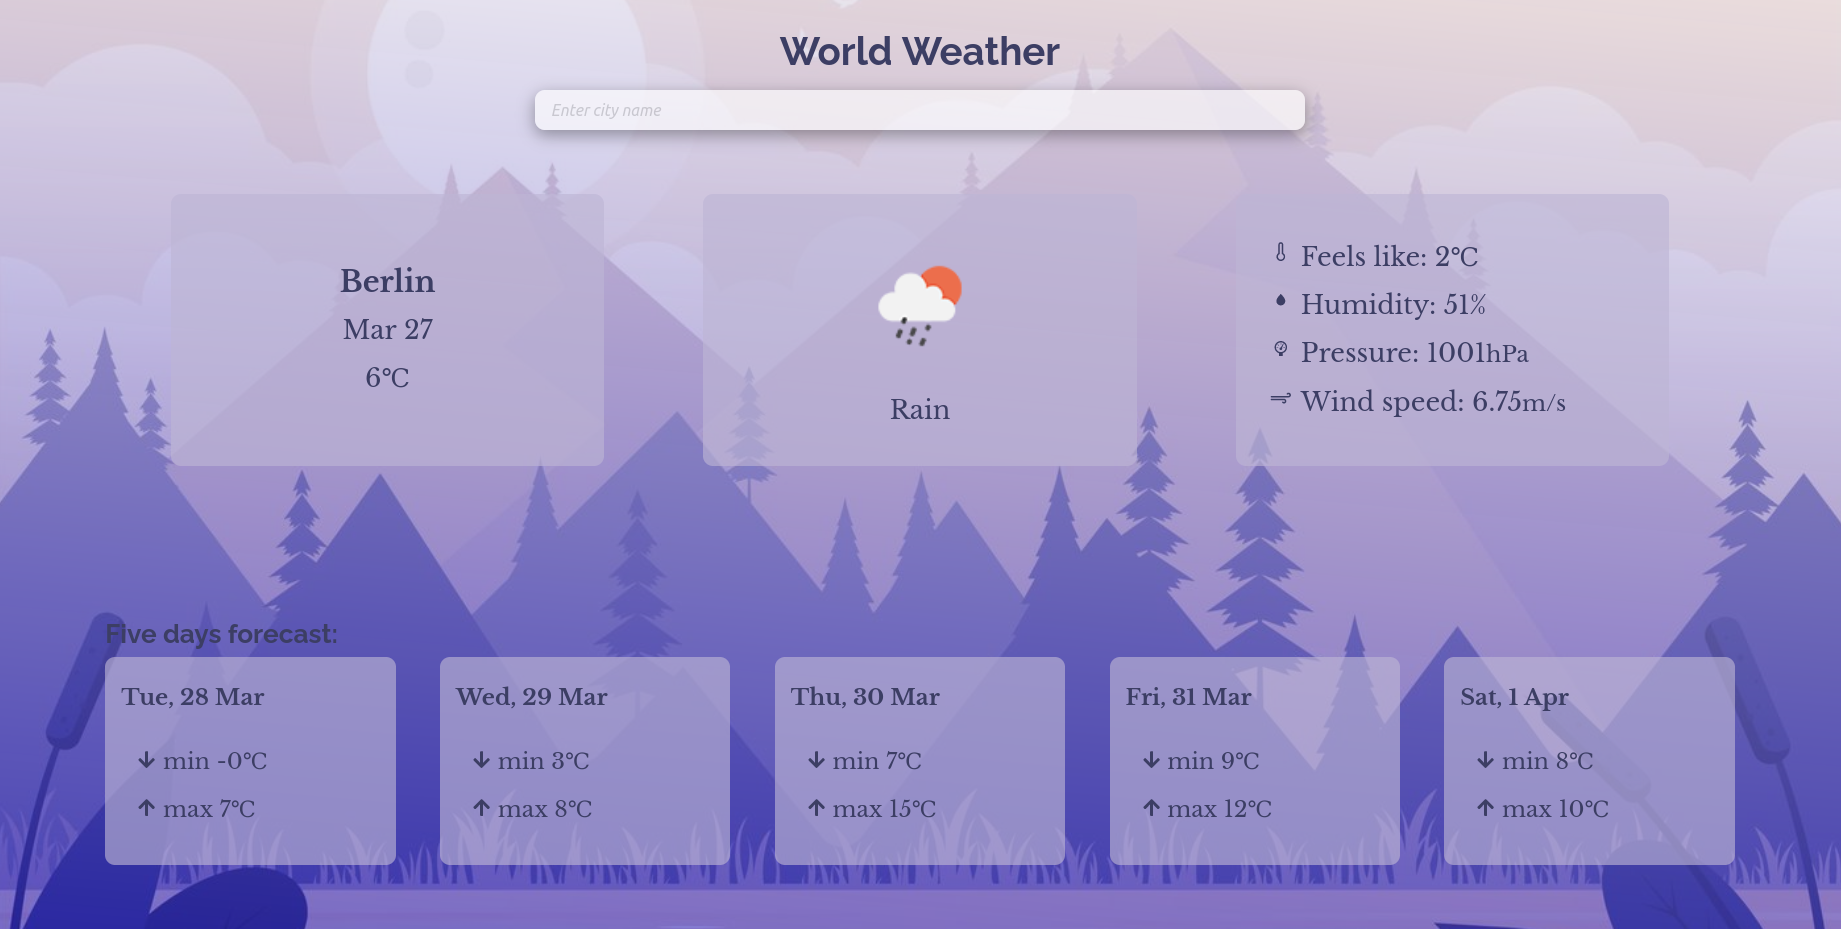 World Weather
Enter city name
Berlin
Mar 27
6°C
Rain
Feels like: 2°C
Humidity: 51%
Pressure: 1001hPa
Wind speed: 6.75m/s
Five days forecast:
Tue, 28 Mar
min -0°C
max 7°C
Wed, 29 Mar
min 3°C
max 8°C
Thu, 30 Mar
min 7°C
max 15°C
Fri, 31 Mar
min 9°C
max 12°C
Sat, 1 Apr
min 8°C
max 10°C